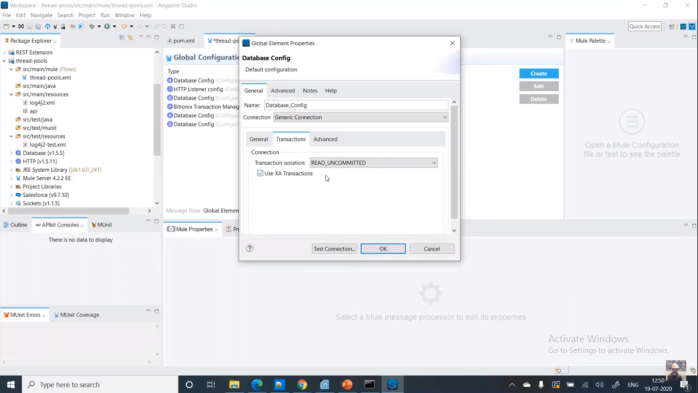 Workspace - thread-pools/src/main/mule/thread-pools.xml - Anypoint Studio
File Edit Navigate Search Project Run Window Help
Quick Access
Package Explorer
REST Extension
thread-pools
src/main/mule (Flows)
thread-pools.xml
src/main/java
src/main/resources
log4j2.xml
api
src/test/java
src/test/munit
src/test/resources
log4j2-test.xml
Database [v1.5.5]
HTTP [v1.5.11]
JRE System Library [jdk1.8.0_241]
Mule Server 4.2.2 EE
Project Libraries
Salesforce [v9.7.10]
Sockets [v1.1.5]
pom.xml
*thread-po
Global Configurati
Type
Database Config
HTTP Listener config
Database Config
Bitronix Transaction Manag
Database Config
Database Config
Message Flow Global Elemen
Create
Edit
Delete
Mule Palette
Open a Mule Configuration
file or test to see the palette
Global Element Properties
Database Config
Default configuration
General Advanced Notes Help
Name: Database_Config
Connection Generic Connection
General Transactions Advanced
Connection
Transaction isolation: READ_UNCOMMITTED
Use XA Transactions
Test Connection... OK Cancel
Outline APIkit Consoles MUnit
There is no data to display.
Mule Properties
Select a Mule message processor to edit its properties.
MUnit Errors MUnit Coverage
Activate Windows
Go to Settings to activate Windows.
Type here to search
ENG
12:50
19-07-2020